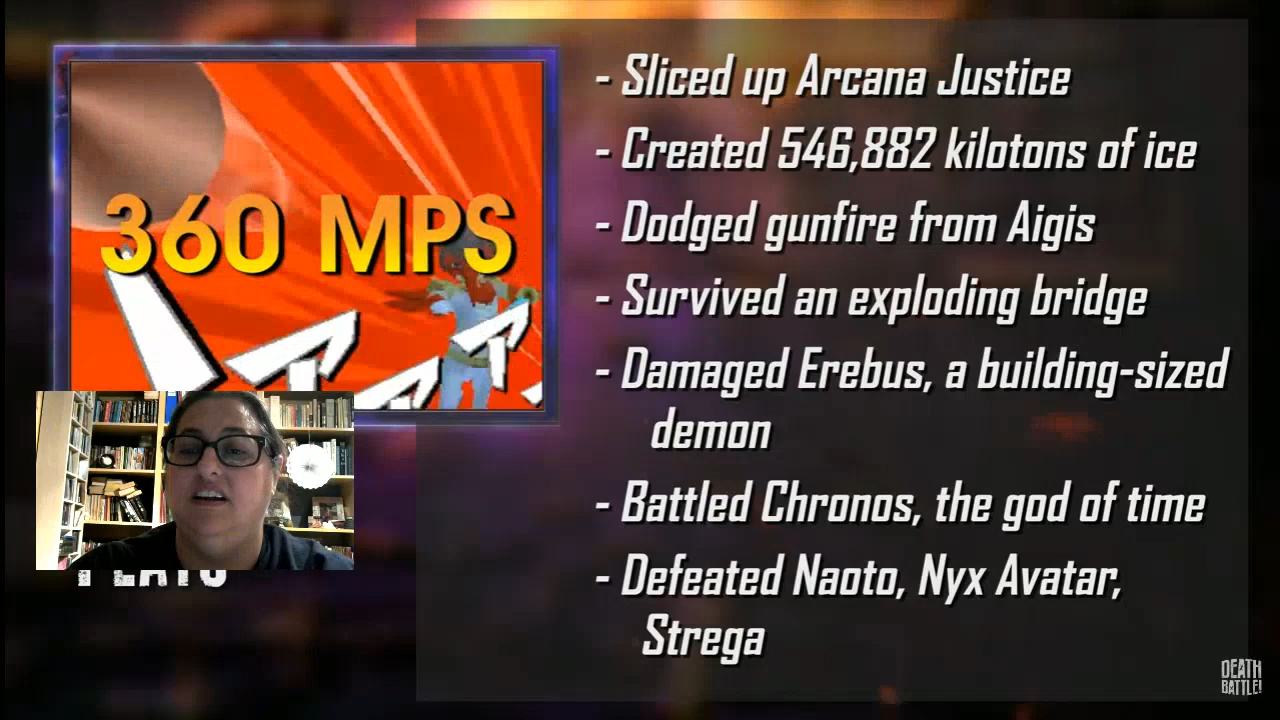 360 MPS
- Sliced up Arcana Justice
- Created 546,882 kilotons of ice
- Dodged gunfire from Aigis
- Survived an exploding bridge
- Damaged Erebus, a building-sized
demon
- Battled Chronos, the god of time
- Defeated Naoto, Nyx Avatar,
Strega
FEATS
DEATH
BATTLE!